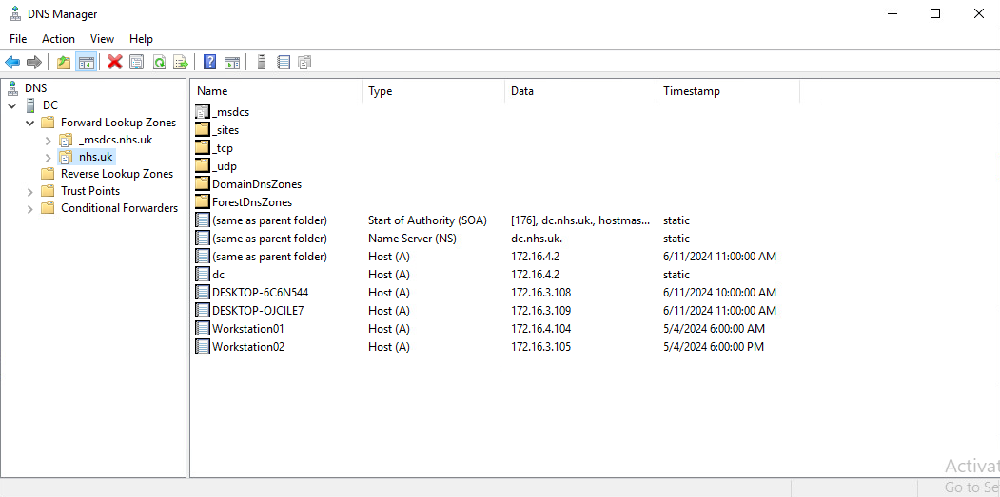 DNS Manager
File Action View Help
DNS
DC
Forward Lookup Zones
_msdcs.nhs.uk
nhs.uk
Reverse Lookup Zones
Trust Points
Conditional Forwarders
Name Type Data Timestamp
_msdcs
_sites
_tcp
_udp
DomainDnsZones
ForestDnsZones
(same as parent folder) Start of Authority (SOA) [176], dc.nhs.uk., hostmas... static
(same as parent folder) Name Server (NS) dc.nhs.uk. static
(same as parent folder) Host (A) 172.16.4.2 6/11/2024 11:00:00 AM
dc Host (A) 172.16.4.2 static
DESKTOP-6C6N544 Host (A) 172.16.3.108 6/11/2024 10:00:00 AM
DESKTOP-OJCILE7 Host (A) 172.16.3.109 6/11/2024 11:00:00 AM
Workstation01 Host (A) 172.16.4.104 5/4/2024 6:00:00 AM
Workstation02 Host (A) 172.16.3.105 5/4/2024 6:00:00 PM
Activat
Go to Se